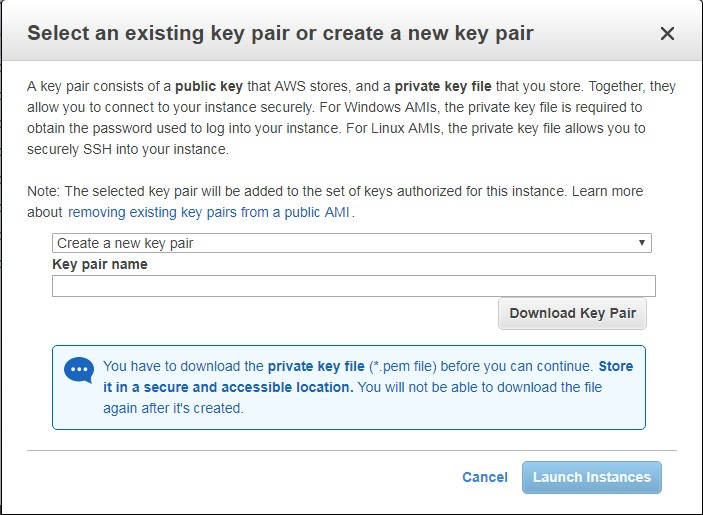 Select an existing key pair or create a new key pair
A key pair consists of a public key that AWS stores, and a private key file that you store. Together, they
allow you to connect to your instance securely. For Windows AMIs, the private key file is required to
obtain the password used to log into your instance. For Linux AMIs, the private key file allows you to
securely SSH into your instance.
Note: The selected key pair will be added to the set of keys authorized for this instance. Learn more
about removing existing key pairs from a public AMI.
Create a new key pair
Key pair name
Download Key Pair
You have to download the private key file (*.pem file) before you can continue. Store
it in a secure and accessible location. You will not be able to download the file
again after it's created.
Cancel Launch Instances